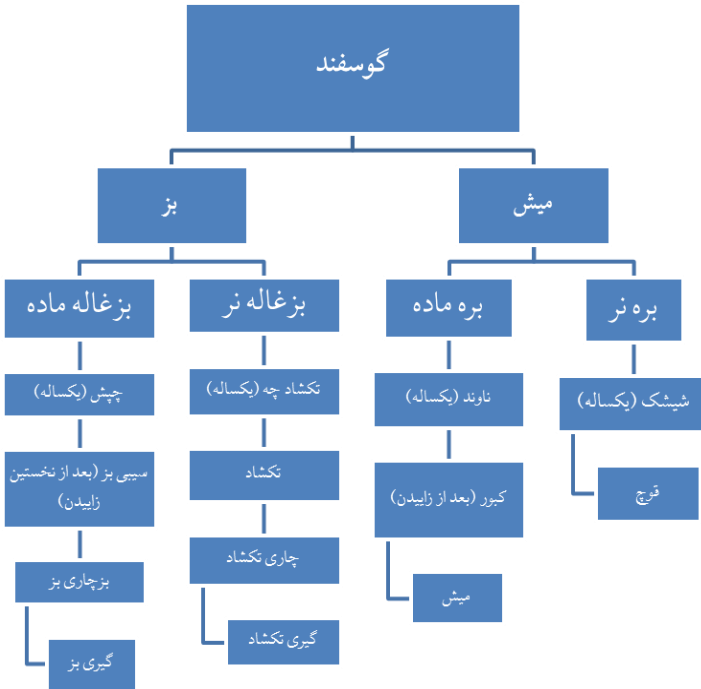 گوسفند
میش
بز
بره نر
بره ماده
بزغاله نر
بزغاله ماده
شیشک (یکساله)
ناوند (یکساله)
تکشاد چه (یکساله)
چپش (یکساله)
قوچ
کبور (بعد از زاییدن)
تکشاد
سیبی بز (بعد از نخستین
زاییدن)
میش
چاری تکشاد
بزچاری بز
گیری تکشاد
گیری بز